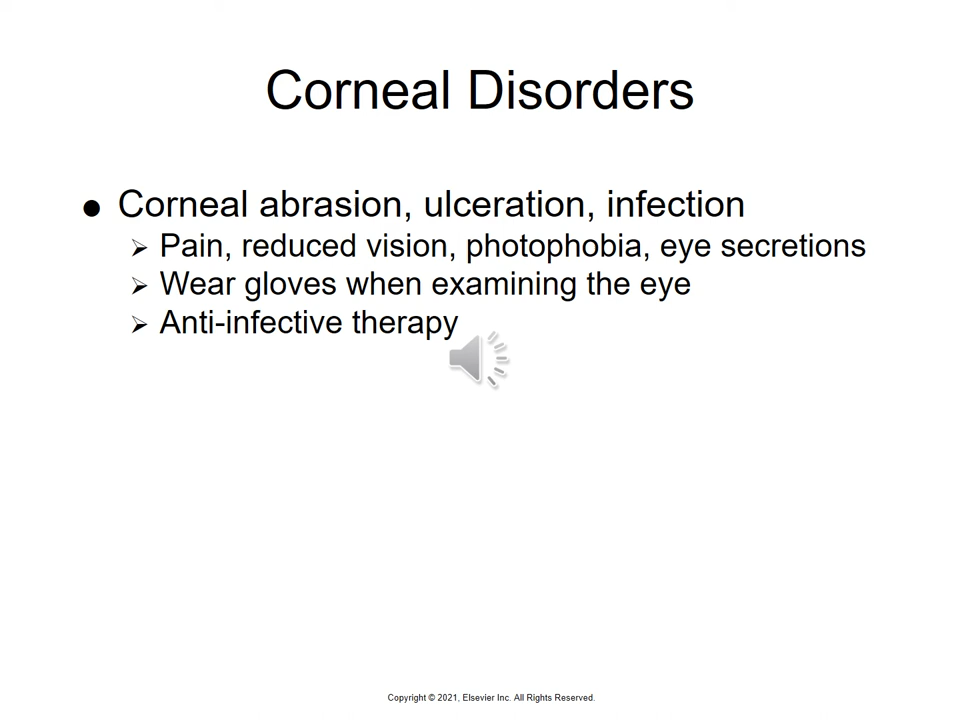 Corneal Disorders
● Corneal abrasion, ulceration, infection
➢ Pain, reduced vision, photophobia, eye secretions
➢ Wear gloves when examining the eye
➢ Anti-infective therapy
Copyright © 2021, Elsevier Inc. All Rights Reserved.